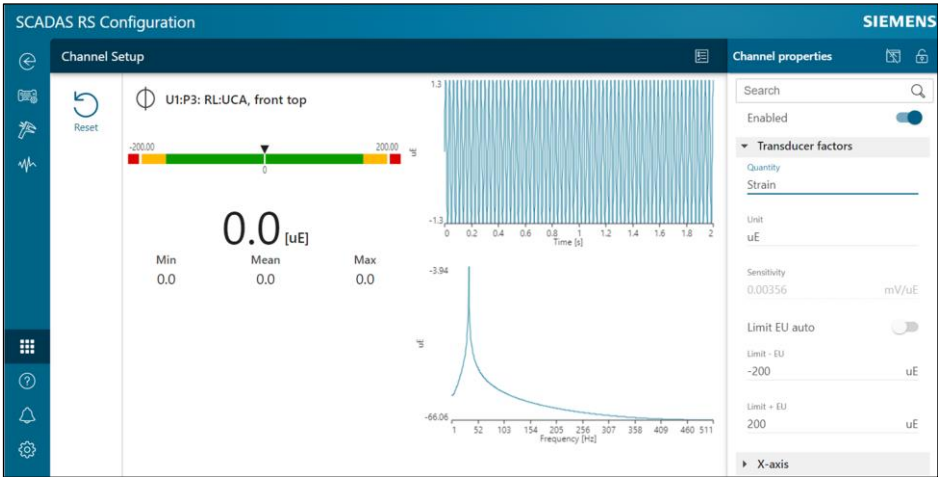 SCADAS RS Configuration
SIEMENS
Channel Setup
Channel properties
Reset
U1:P3: RL:UCA, front top
-200.00
200.00
0
0.0 [uE]
Min Mean Max
0.0 0.0 0.0
1.3
uE
-1.3
0 0.2 0.4 0.6 0.8 1 1.2 1.4 1.6 1.8 2
Time [s]
-3.94
uE
-66.06
1 52 103 154 205 256 307 358 409 460 511
Frequency [Hz]
Search
Enabled
Transducer factors
Quantity
Strain
Unit
uE
Sensitivity
0.00356 mV/uE
Limit EU auto
Limit - EU
-200 uE
Limit + EU
200 uE
X-axis